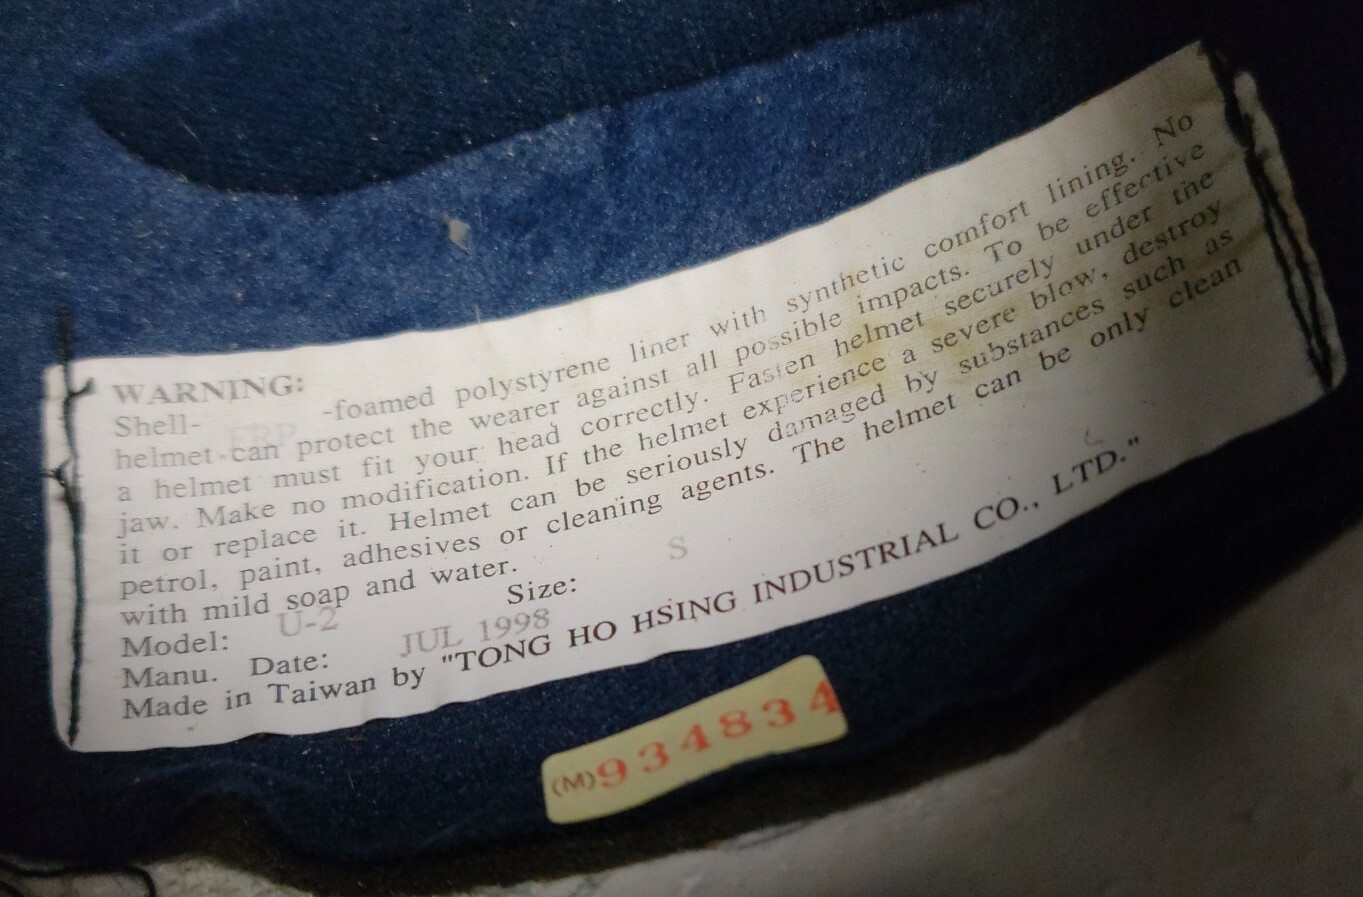 WARNING:
Shell- -foamed polystyrene liner with synthetic comfort lining. No
FRP
helmet can protect the wearer against all possible impacts. To be effective
a helmet must fit your head correctly. Fasten helmet securely under the
jaw. Make no modification. If the helmet experience a severe blow, destroy
it or replace it. Helmet can be seriously damaged by substances such as
petrol, paint, adhesives or cleaning agents. The helmet can be only clean
with mild soap and water.
Model: U-2 Size: S
Manu. Date: JUL 1998
Made in Taiwan by "TONG HO HSING INDUSTRIAL CO., LTD."
(M)934834